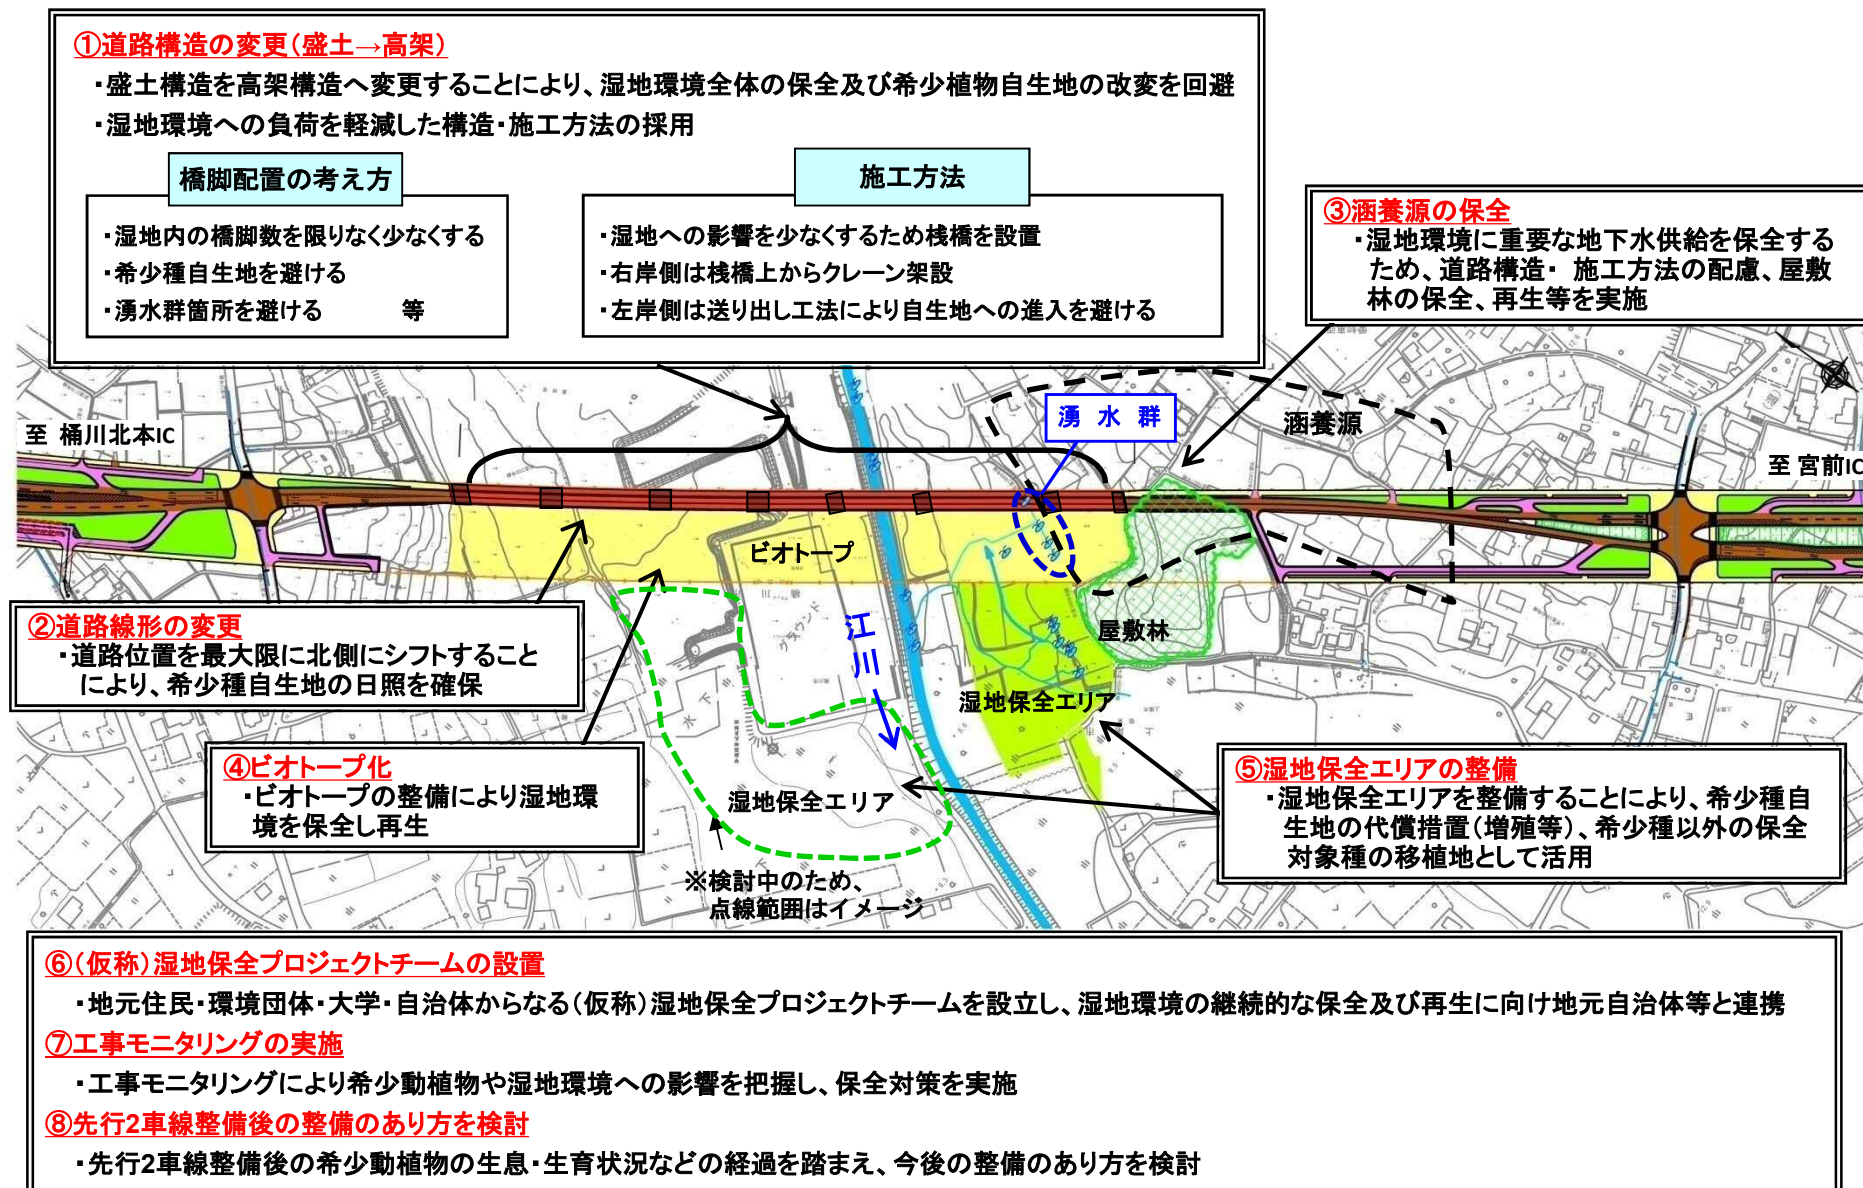 ①道路構造の変更(盛土→高架)
・盛土構造を高架構造へ変更することにより、湿地環境全体の保全及び希少植物自生地の改変を回避
・湿地環境への負荷を軽減した構造・施工方法の採用
橋脚配置の考え方
・湿地内の橋脚数を限りなく少なくする
・希少種自生地を避ける
・湧水群箇所を避ける 等
施工方法
・湿地への影響を少なくするため桟橋を設置
・右岸側は桟橋上からクレーン架設
・左岸側は送り出し工法により自生地への進入を避ける
③涵養源の保全
・湿地環境に重要な地下水供給を保全する
ため、道路構造・ 施工方法の配慮、屋敷
林の保全、再生等を実施
湧 水 群
涵養源
至 桶川北本IC
至 宮前IC
ビオトープ
江川
グラウンド
屋敷林
湿地保全エリア
②道路線形の変更
・道路位置を最大限に北側にシフトすること
により、希少種自生地の日照を確保
④ビオトープ化
・ビオトープの整備により湿地環
境を保全し再生
湿地保全エリア
※検討中のため、
点線範囲はイメージ
⑤湿地保全エリアの整備
・湿地保全エリアを整備することにより、希少種自
生地の代償措置(増殖等)、希少種以外の保全
対象種の移植地として活用
⑥(仮称)湿地保全プロジェクトチームの設置
・地元住民・環境団体・大学・自治体からなる(仮称)湿地保全プロジェクトチームを設立し、湿地環境の継続的な保全及び再生に向け地元自治体等と連携
⑦工事モニタリングの実施
・工事モニタリングにより希少動植物や湿地環境への影響を把握し、保全対策を実施
⑧先行2車線整備後の整備のあり方を検討
・先行2車線整備後の希少動植物の生息・生育状況などの経過を踏まえ、今後の整備のあり方を検討